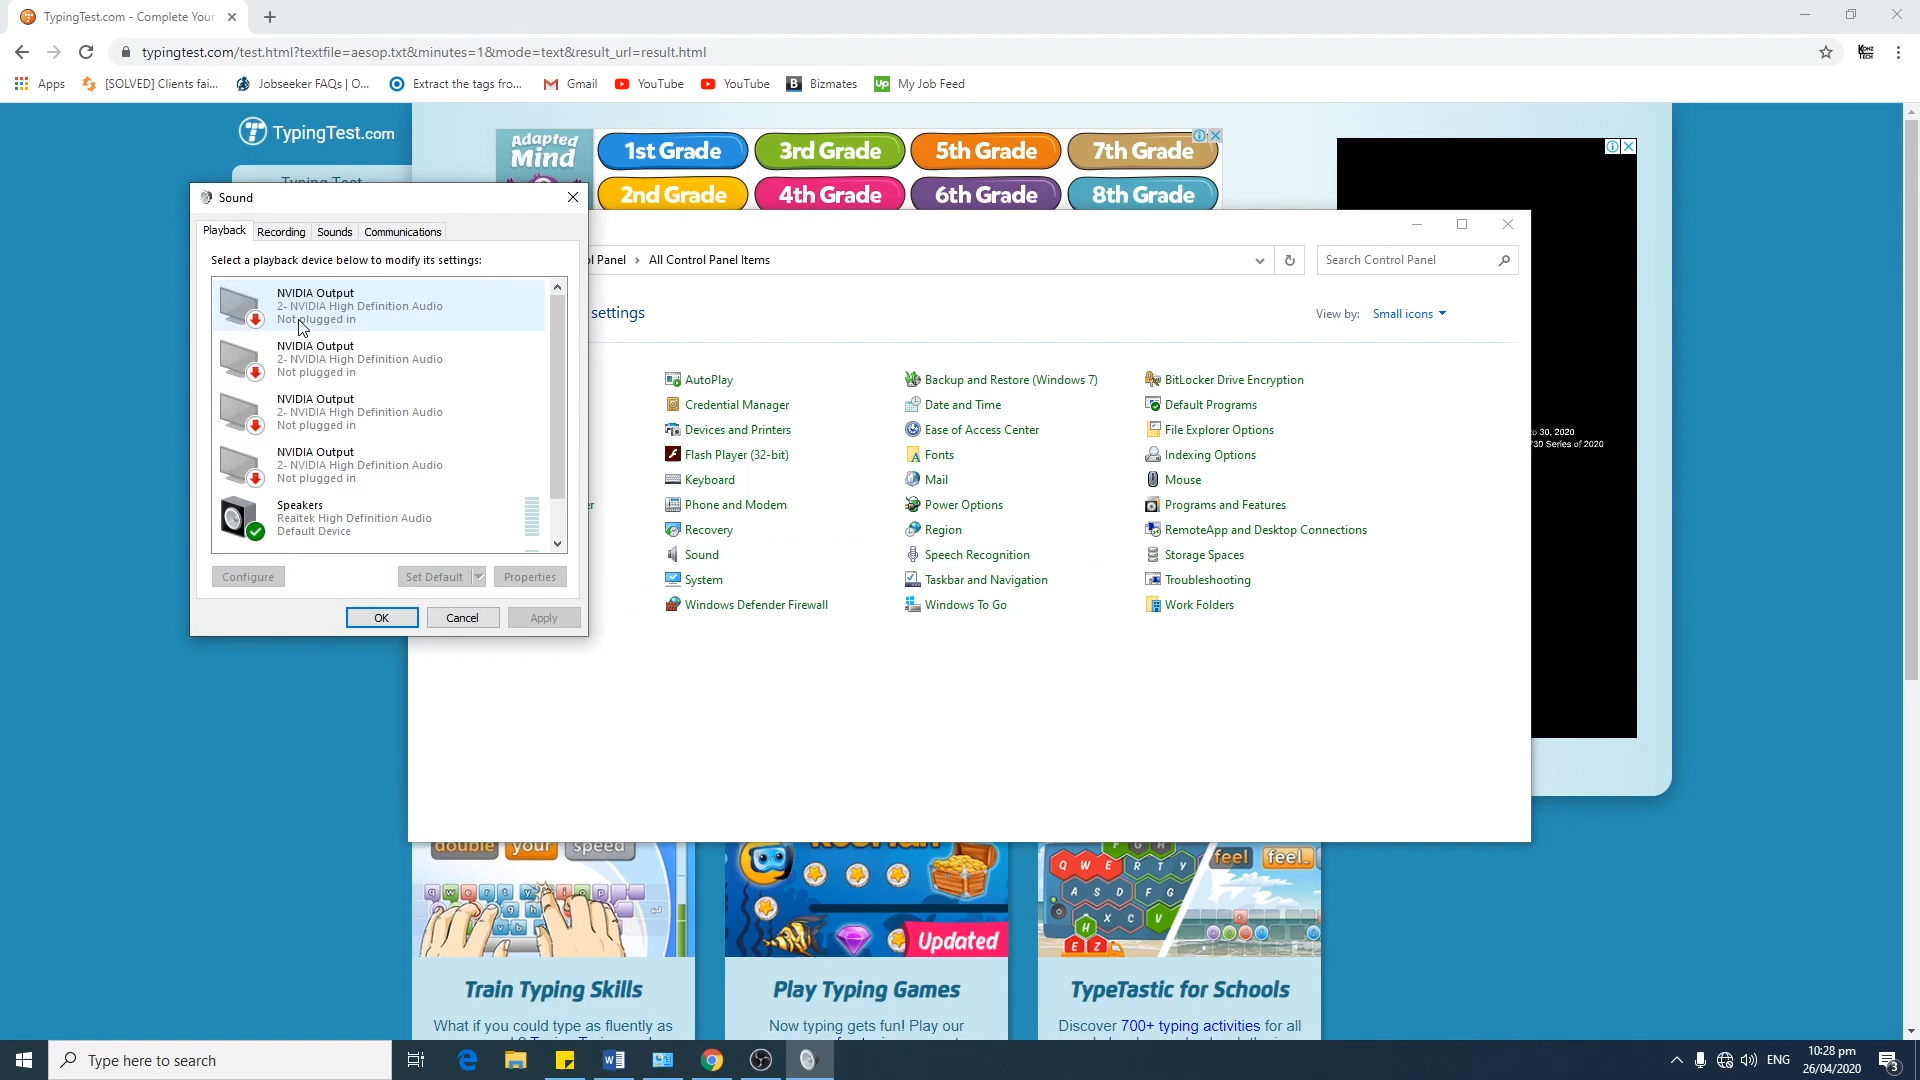 TypingTest.com - Complete Your
typingtest.com/test.html?textfile=aesop.txt&minutes=1&mode=text&result_url=result.html
Apps [SOLVED] Clients fai... Jobseeker FAQs | O... Extract the tags fro... Gmail YouTube YouTube Bizmates My Job Feed
TypingTest.com
Typing Test
Adapted
Mind
1st Grade 3rd Grade 5th Grade 7th Grade
2nd Grade 4th Grade 6th Grade 8th Grade
Sound
Playback Recording Sounds Communications
Select a playback device below to modify its settings:
NVIDIA Output
2- NVIDIA High Definition Audio
Not plugged in
NVIDIA Output
2- NVIDIA High Definition Audio
Not plugged in
NVIDIA Output
2- NVIDIA High Definition Audio
Not plugged in
NVIDIA Output
2- NVIDIA High Definition Audio
Not plugged in
Speakers
Realtek High Definition Audio
Default Device
Configure Set Default Properties
OK Cancel Apply
ol Panel › All Control Panel Items
Search Control Panel
settings
View by: Small icons
AutoPlay Backup and Restore (Windows 7) BitLocker Drive Encryption
Credential Manager Date and Time Default Programs
Devices and Printers Ease of Access Center File Explorer Options
Flash Player (32-bit) Fonts Indexing Options
Keyboard Mail Mouse
er Phone and Modem Power Options Programs and Features
Recovery Region RemoteApp and Desktop Connections
Sound Speech Recognition Storage Spaces
System Taskbar and Navigation Troubleshooting
Windows Defender Firewall Windows To Go Work Folders
to 30, 2020
/30 Series of 2020
double your speed
Updated
feel feel
Train Typing Skills
What if you could type as fluently as
Play Typing Games
Now typing gets fun! Play our
TypeTastic for Schools
Discover 700+ typing activities for all
Type here to search
ENG
10:28 pm
26/04/2020
3